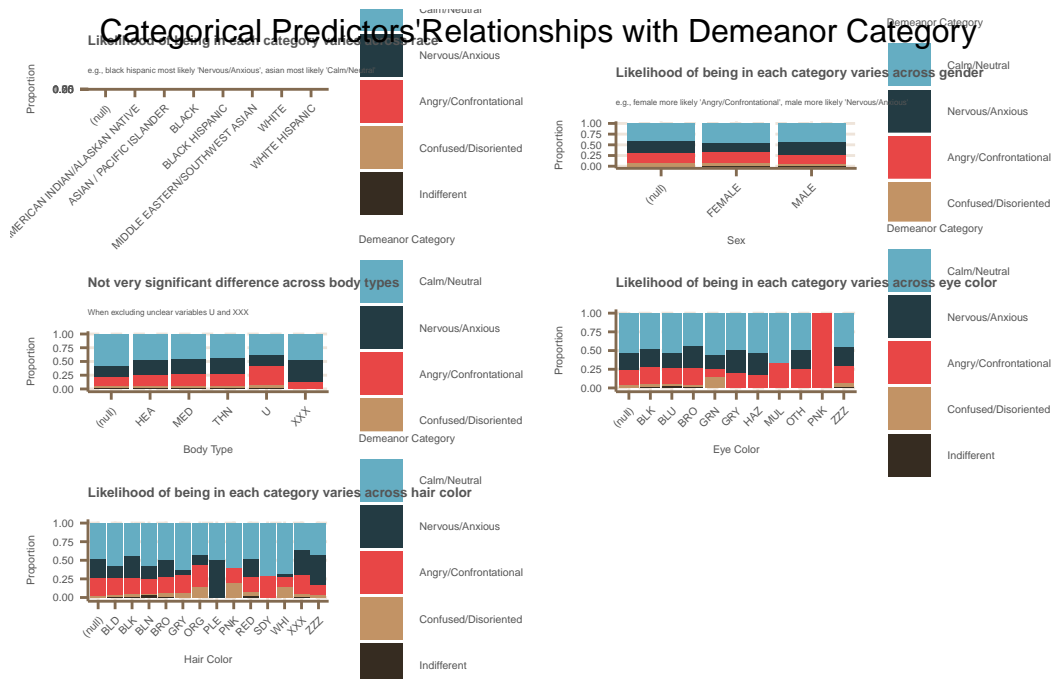 Categorical Predictors'Relationships with Demeanor Category
Likelihood of being in each category varies across race
e.g., black hispanic most likely 'Nervous/Anxious', asian most likely 'Calm/Neutral'
Proportion
(null)
AMERICAN INDIAN/ALASKAN NATIVE
ASIAN / PACIFIC ISLANDER
BLACK
BLACK HISPANIC
MIDDLE EASTERN/SOUTHWEST ASIAN
WHITE
WHITE HISPANIC
Calm/Neutral
Nervous/Anxious
Angry/Confrontational
Confused/Disoriented
Indifferent
Demeanor Category
Likelihood of being in each category varies across gender
e.g., female more likely 'Angry/Confrontational', male more likely 'Nervous/Anxious'
Proportion
1.00
0.75
0.50
0.25
0.00
(null)
FEMALE
MALE
Sex
Calm/Neutral
Nervous/Anxious
Angry/Confrontational
Confused/Disoriented
Demeanor Category
Not very significant difference across body types
When excluding unclear variables U and XXX
Proportion
1.00
0.75
0.50
0.25
0.00
(null)
HEA
MED
THN
U
XXX
Body Type
Demeanor Category
Calm/Neutral
Nervous/Anxious
Angry/Confrontational
Confused/Disoriented
Likelihood of being in each category varies across eye color
Proportion
1.00
0.75
0.50
0.25
0.00
(null)
BLK
BLU
BRO
GRN
GRY
HAZ
MUL
OTH
PNK
ZZZ
Eye Color
Demeanor Category
Calm/Neutral
Nervous/Anxious
Angry/Confrontational
Confused/Disoriented
Indifferent
Likelihood of being in each category varies across hair color
Proportion
1.00
0.75
0.50
0.25
0.00
(null)
BLD
BLK
BLN
BRO
GRY
ORG
PLE
PNK
RED
SDY
WHI
XXX
ZZZ
Hair Color
Demeanor Category
Calm/Neutral
Nervous/Anxious
Angry/Confrontational
Confused/Disoriented
Indifferent